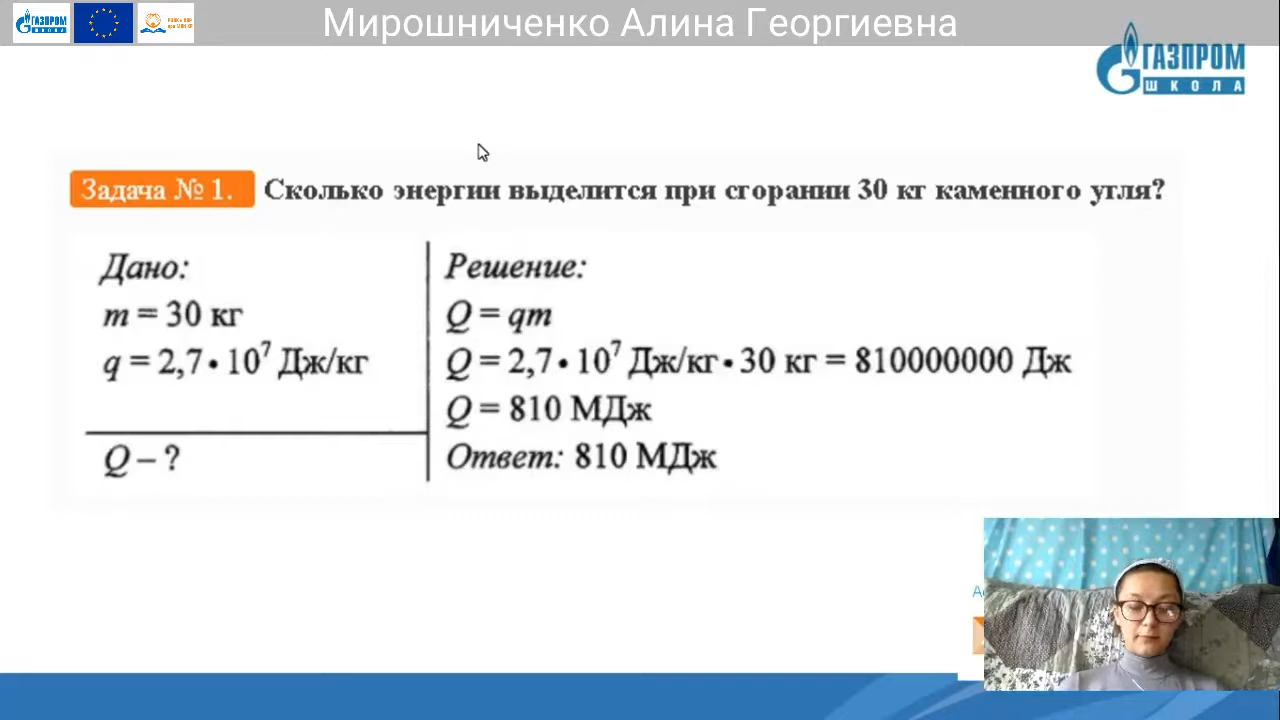 ГАЗПРОМ
ШКОЛА
Мирошниченко Алина Георгиевна
ГАЗПРОМ
ШКОЛА
Задача № 1. Сколько энергии выделится при сгорании 30 кг каменного угля?
Дано:
m = 30 кг
q = 2,7 • 10⁷ Дж/кг
Q – ?
Решение:
Q = qm
Q = 2,7 • 10⁷ Дж/кг • 30 кг = 810000000 Дж
Q = 810 МДж
Ответ: 810 МДж